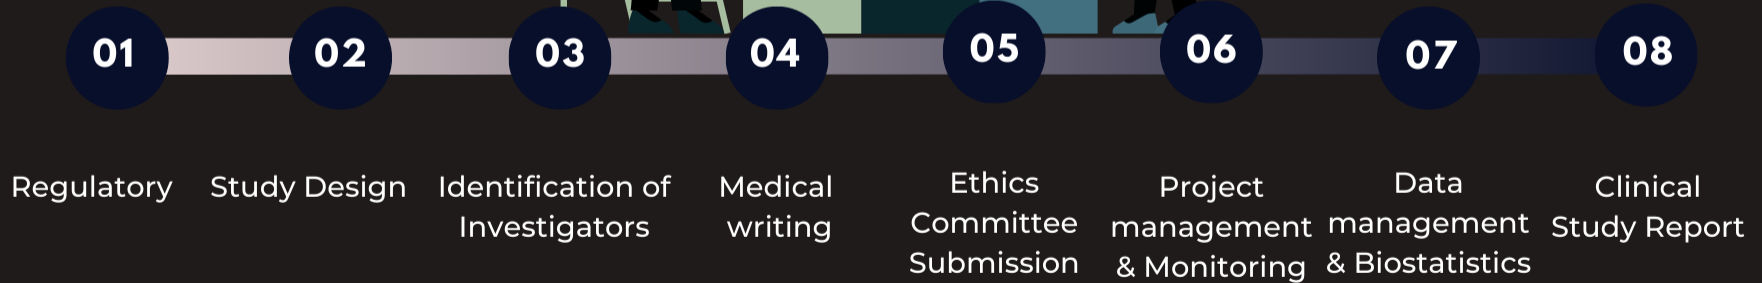 01 02 03 04 05 06 07 08
Regulatory
Study Design
Identification of
Investigators
Medical
writing
Ethics
Committee
Submission
Project
management
& Monitoring
Data
management
& Biostatistics
Clinical
Study Report